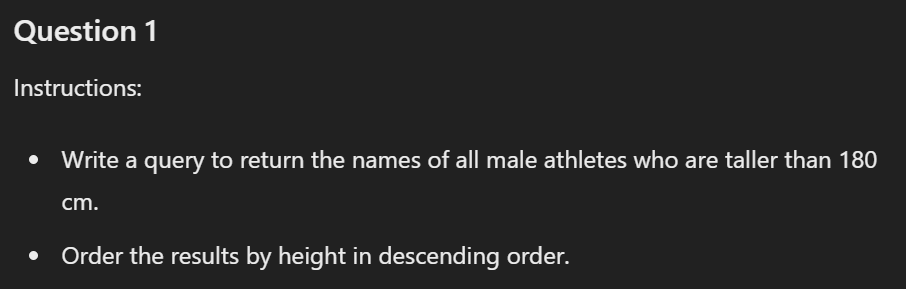 Question 1
Instructions:
• Write a query to return the names of all male athletes who are taller than 180
cm.
• Order the results by height in descending order.